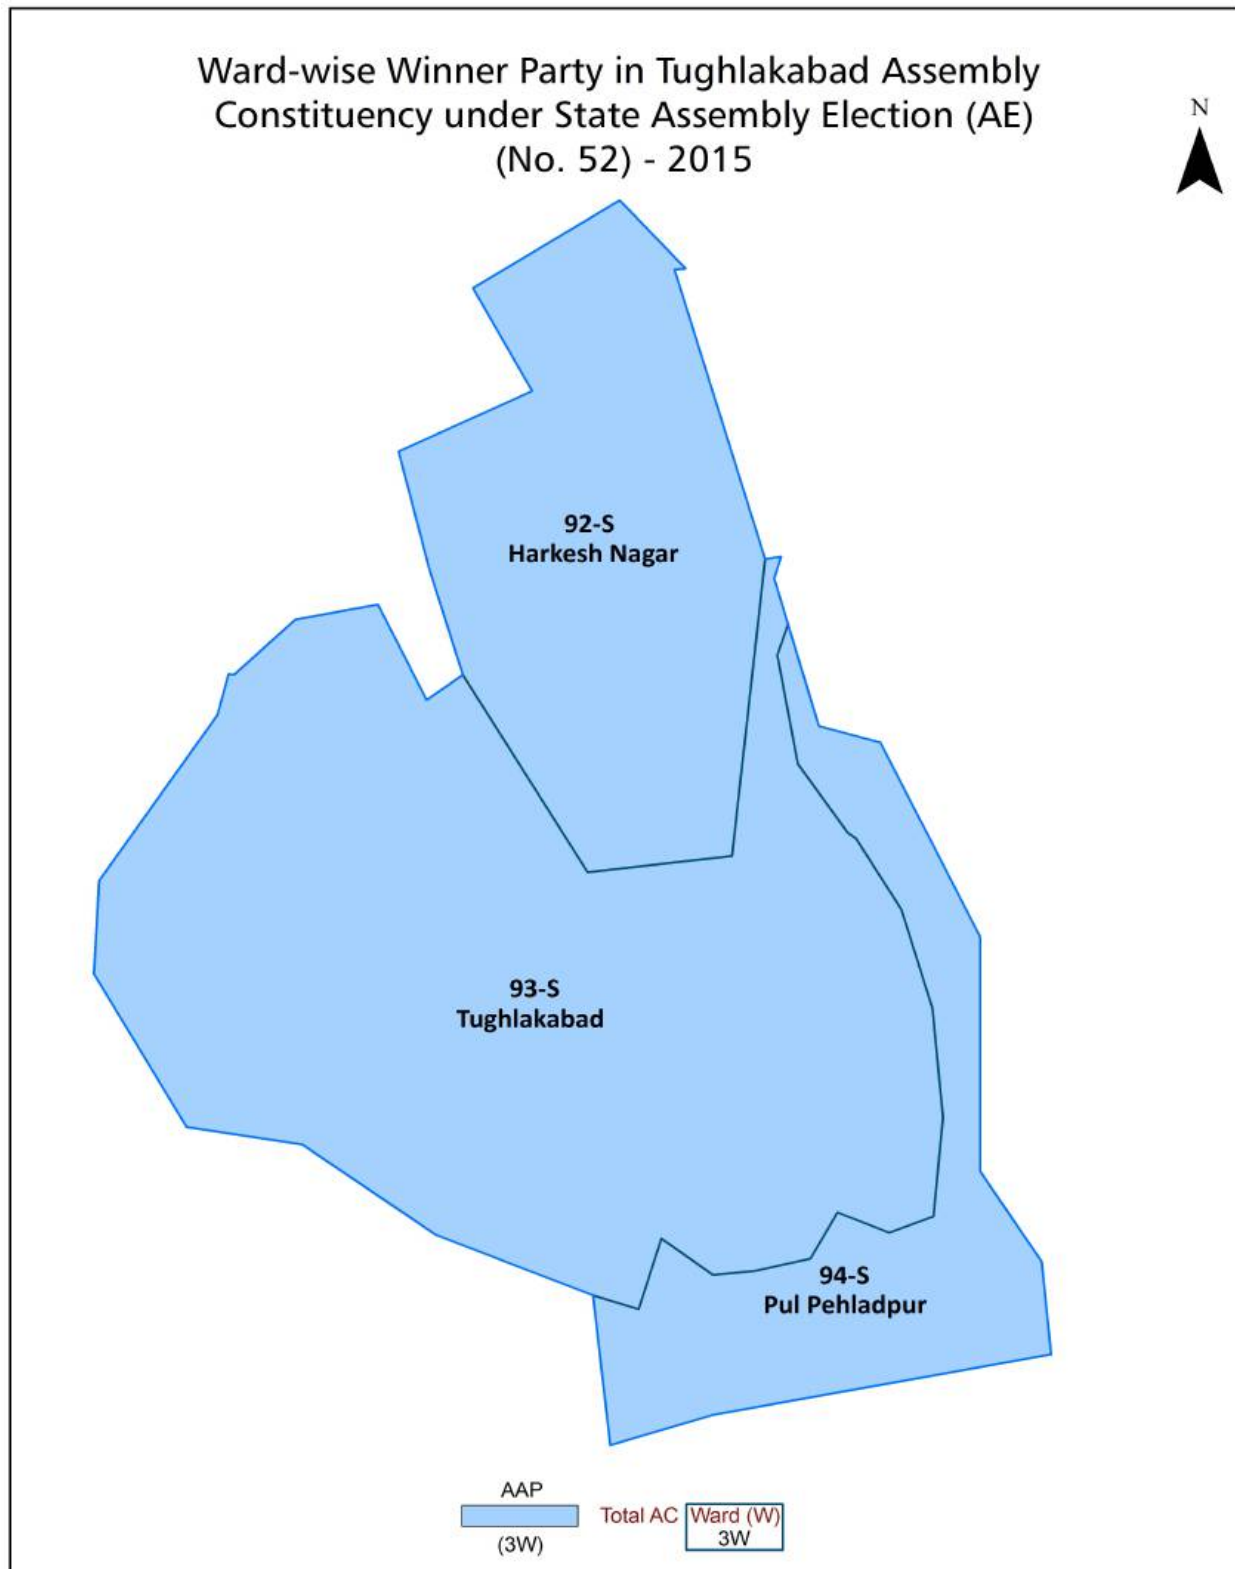 Ward-wise Winner Party in Tughlakabad Assembly
Constituency under State Assembly Election (AE)
(No. 52) - 2015
N
92-S
Harkesh Nagar
93-S
Tughlakabad
94-S
Pul Pehladpur
AAP
(3W)
Total AC
Ward (W)
3W